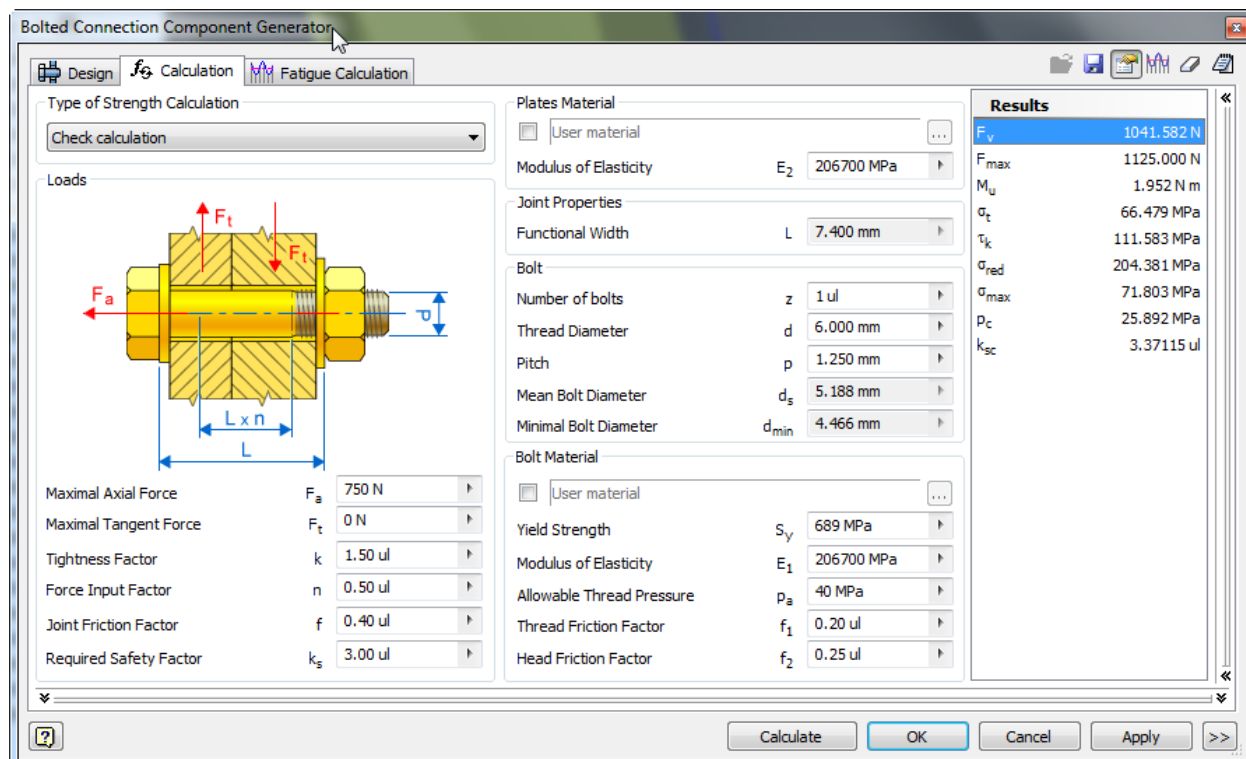 Bolted Connection Component Generator
Design
Calculation
Fatigue Calculation
Type of Strength Calculation
Check calculation
Loads
Ft
Ft
Fa
d
L x n
L
Maximal Axial Force Fa 750 N
Maximal Tangent Force Ft 0 N
Tightness Factor k 1.50 ul
Force Input Factor n 0.50 ul
Joint Friction Factor f 0.40 ul
Required Safety Factor ks 3.00 ul
Plates Material
User material ...
Modulus of Elasticity E2 206700 MPa
Joint Properties
Functional Width L 7.400 mm
Bolt
Number of bolts z 1 ul
Thread Diameter d 6.000 mm
Pitch p 1.250 mm
Mean Bolt Diameter ds 5.188 mm
Minimal Bolt Diameter dmin 4.466 mm
Bolt Material
User material ...
Yield Strength Sy 689 MPa
Modulus of Elasticity E1 206700 MPa
Allowable Thread Pressure pa 40 MPa
Thread Friction Factor f1 0.20 ul
Head Friction Factor f2 0.25 ul
Results
Fv 1041.582 N
Fmax 1125.000 N
Mu 1.952 N m
σt 66.479 MPa
τk 111.583 MPa
σred 204.381 MPa
σmax 71.803 MPa
pc 25.892 MPa
ksc 3.37115 ul
?
Calculate
OK
Cancel
Apply
>>